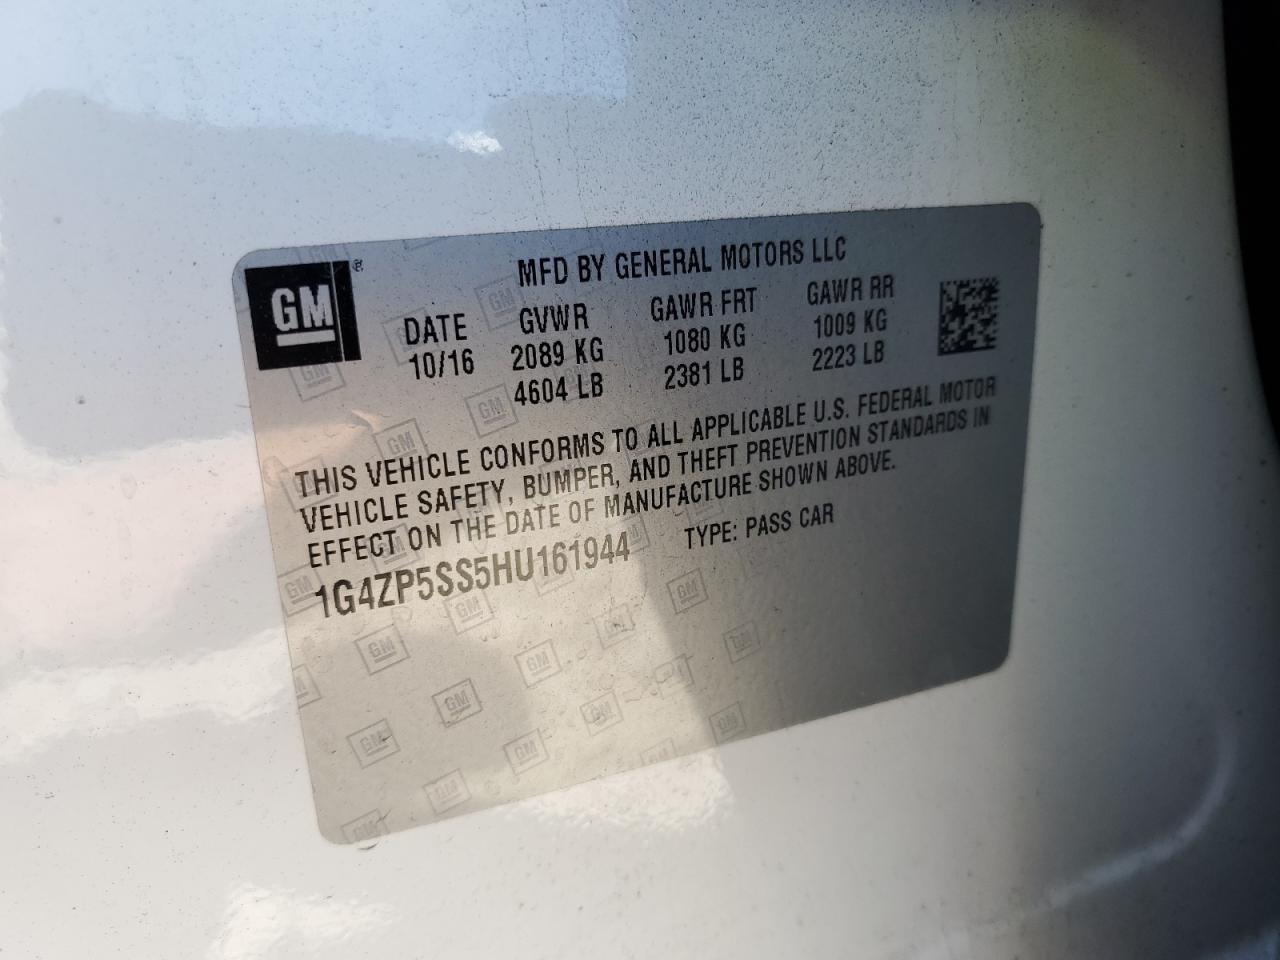 GM®
MFD BY GENERAL MOTORS LLC
DATE GVWR GAWR FRT GAWR RR
10/16 2089 KG 1080 KG 1009 KG
4604 LB 2381 LB 2223 LB
THIS VEHICLE CONFORMS TO ALL APPLICABLE U.S. FEDERAL MOTOR
VEHICLE SAFETY, BUMPER, AND THEFT PREVENTION STANDARDS IN
EFFECT ON THE DATE OF MANUFACTURE SHOWN ABOVE.
1G4ZP5SS5HU161944 TYPE: PASS CAR